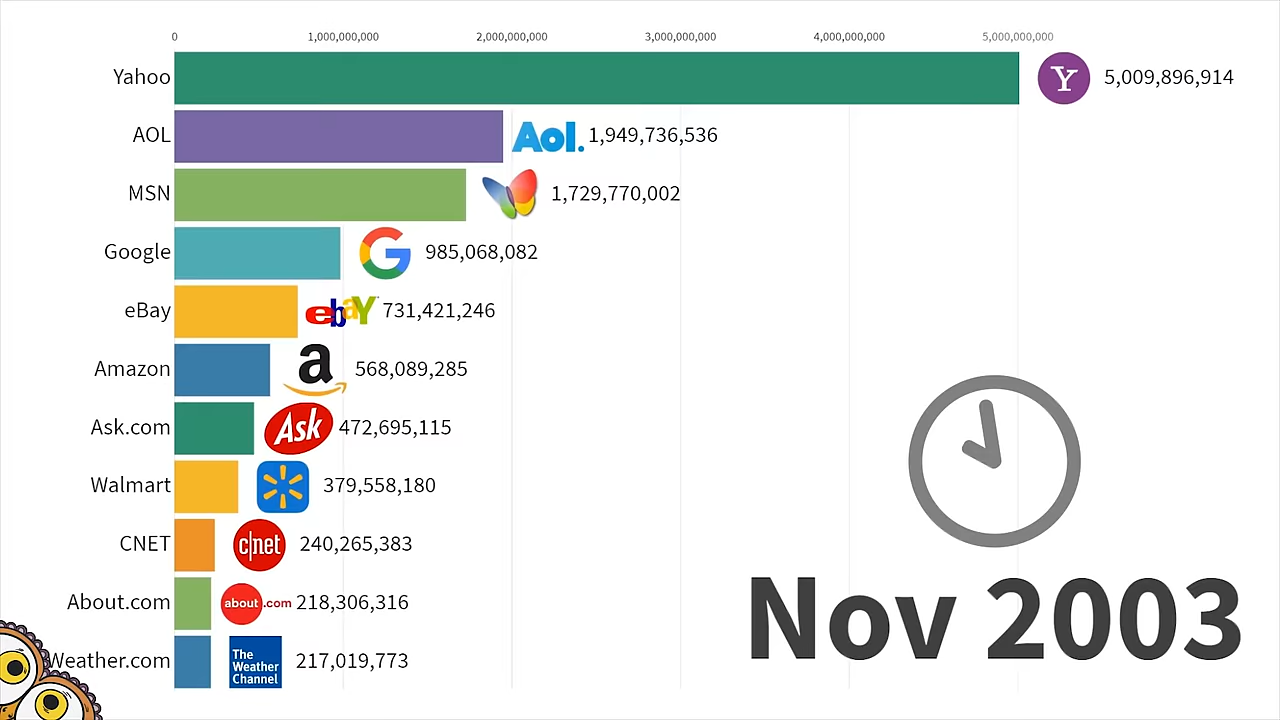 0 1,000,000,000 2,000,000,000 3,000,000,000 4,000,000,000 5,000,000,000
Yahoo Y 5,009,896,914
AOL Aol. 1,949,736,536
MSN 1,729,770,002
Google G 985,068,082
eBay ebaY 731,421,246
Amazon a 568,089,285
Ask.com Ask 472,695,115
Walmart 379,558,180
CNET c|net 240,265,383
About.com about.com 218,306,316
Weather.com The Weather Channel 217,019,773
Nov 2003